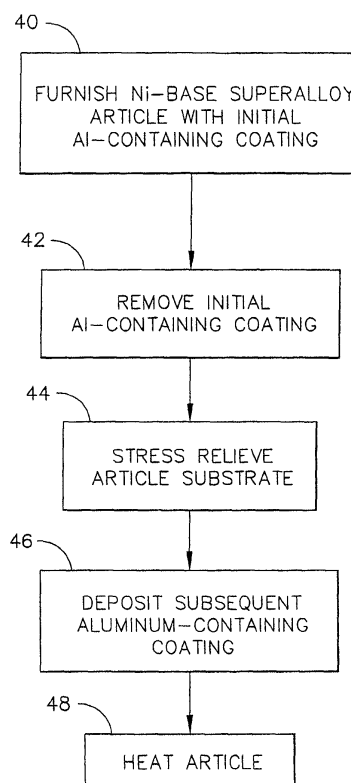 40
FURNISH Ni-BASE SUPERALLOY
ARTICLE WITH INITIAL
Al-CONTAINING COATING
42
REMOVE INITIAL
Al-CONTAINING COATING
44
STRESS RELIEVE
ARTICLE SUBSTRATE
46
DEPOSIT SUBSEQUENT
ALUMINUM-CONTAINING
COATING
48
HEAT ARTICLE